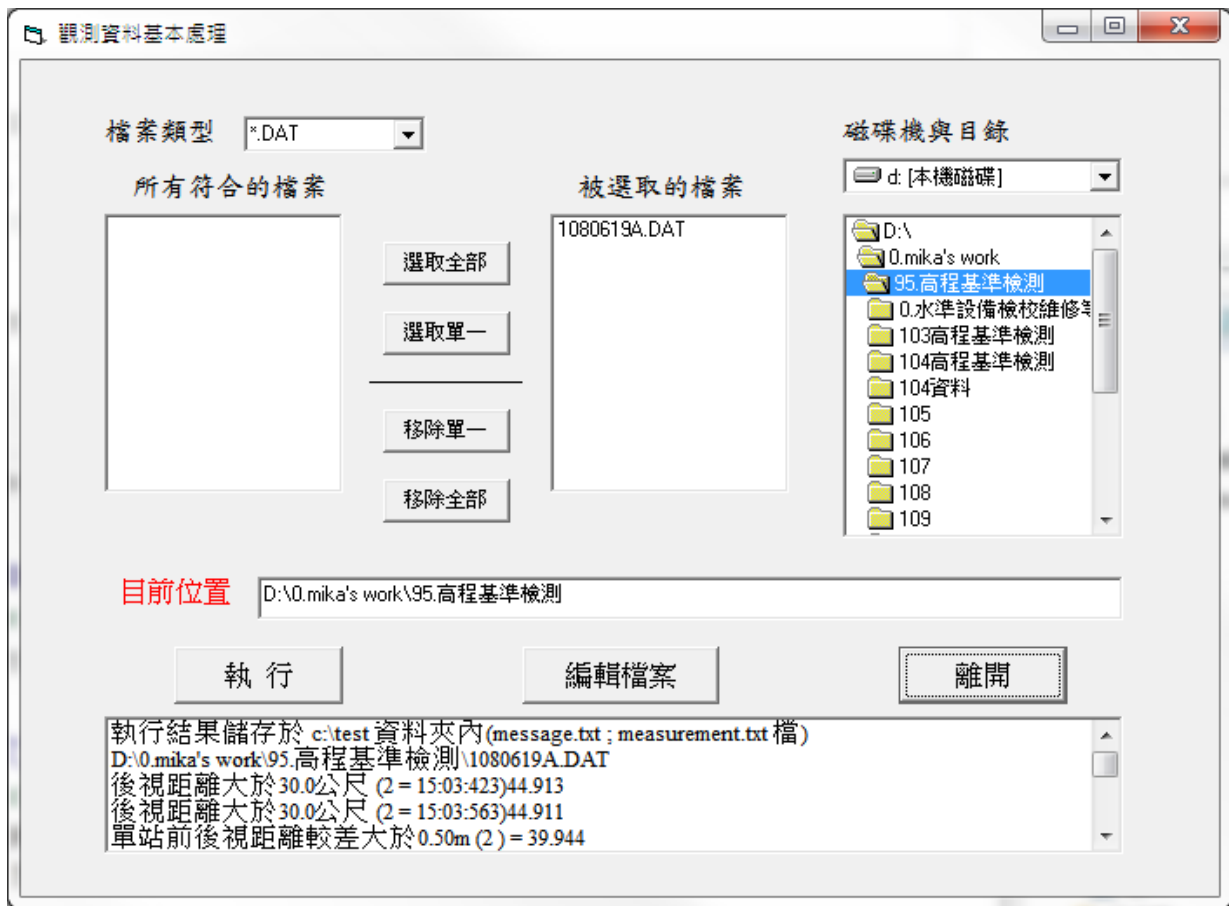 觀測資料基本處理
檔案類型
*.DAT
磁碟機與目錄
d: [本機磁碟]
所有符合的檔案
被選取的檔案
1080619A.DAT
選取全部
選取單一
移除單一
移除全部
D:\
0.mika's work
95.高程基準檢測
0.水準設備檢校維修
103高程基準檢測
104高程基準檢測
104資料
105
106
107
108
109
目前位置
D:\0.mika's work\95.高程基準檢測
執 行
編輯檔案
離開
執行結果儲存於 c:\test 資料夾內(message.txt ; measurement.txt 檔)
D:\0.mika's work\95.高程基準檢測\1080619A.DAT
後視距離大於30.0公尺 (2 = 15:03:423)44.913
後視距離大於30.0公尺 (2 = 15:03:563)44.911
單站前後視距離較差大於0.50m (2 ) = 39.944